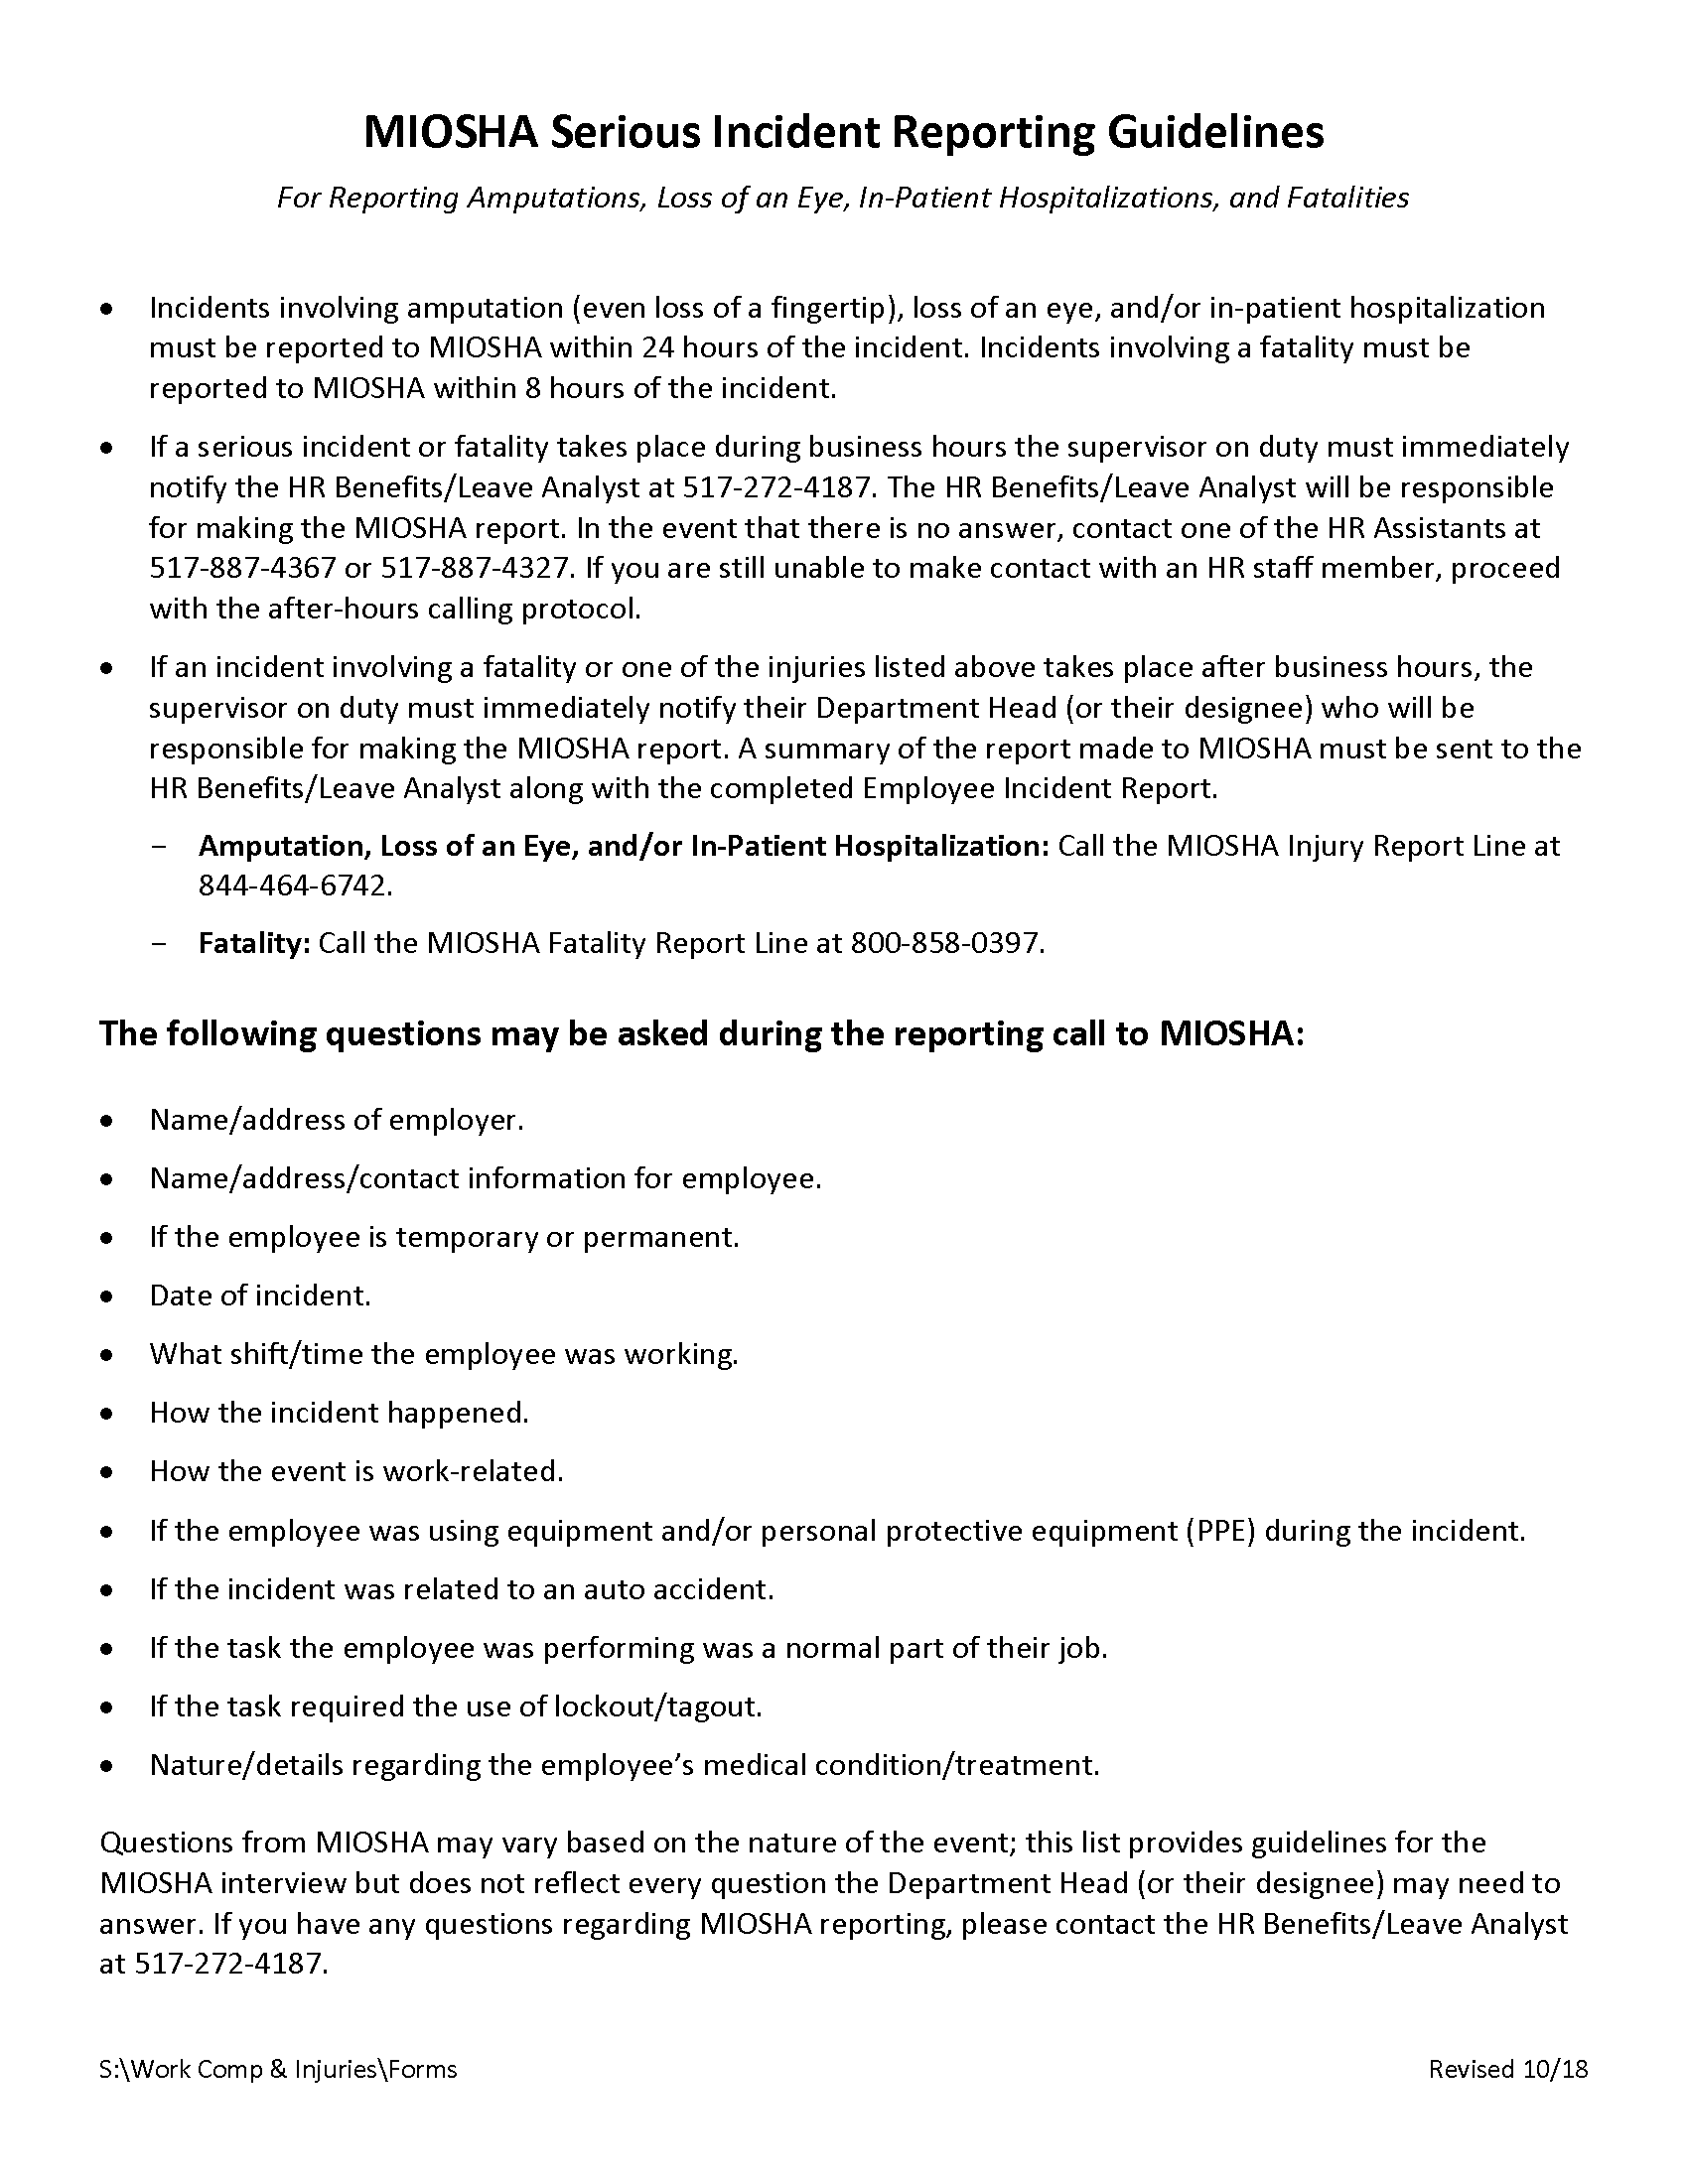 MIOSHA Serious Incident Reporting Guidelines
For Reporting Amputations, Loss of an Eye, In-Patient Hospitalizations, and Fatalities
• Incidents involving amputation (even loss of a fingertip), loss of an eye, and/or in-patient hospitalization
must be reported to MIOSHA within 24 hours of the incident. Incidents involving a fatality must be
reported to MIOSHA within 8 hours of the incident.
• If a serious incident or fatality takes place during business hours the supervisor on duty must immediately
notify the HR Benefits/Leave Analyst at 517-272-4187. The HR Benefits/Leave Analyst will be responsible
for making the MIOSHA report. In the event that there is no answer, contact one of the HR Assistants at
517-887-4367 or 517-887-4327. If you are still unable to make contact with an HR staff member, proceed
with the after-hours calling protocol.
• If an incident involving a fatality or one of the injuries listed above takes place after business hours, the
supervisor on duty must immediately notify their Department Head (or their designee) who will be
responsible for making the MIOSHA report. A summary of the report made to MIOSHA must be sent to the
HR Benefits/Leave Analyst along with the completed Employee Incident Report.
− Amputation, Loss of an Eye, and/or In-Patient Hospitalization: Call the MIOSHA Injury Report Line at
844-464-6742.
− Fatality: Call the MIOSHA Fatality Report Line at 800-858-0397.
The following questions may be asked during the reporting call to MIOSHA:
• Name/address of employer.
• Name/address/contact information for employee.
• If the employee is temporary or permanent.
• Date of incident.
• What shift/time the employee was working.
• How the incident happened.
• How the event is work-related.
• If the employee was using equipment and/or personal protective equipment (PPE) during the incident.
• If the incident was related to an auto accident.
• If the task the employee was performing was a normal part of their job.
• If the task required the use of lockout/tagout.
• Nature/details regarding the employee’s medical condition/treatment.
Questions from MIOSHA may vary based on the nature of the event; this list provides guidelines for the
MIOSHA interview but does not reflect every question the Department Head (or their designee) may need to
answer. If you have any questions regarding MIOSHA reporting, please contact the HR Benefits/Leave Analyst
at 517-272-4187.
S:\Work Comp & Injuries\Forms
Revised 10/18